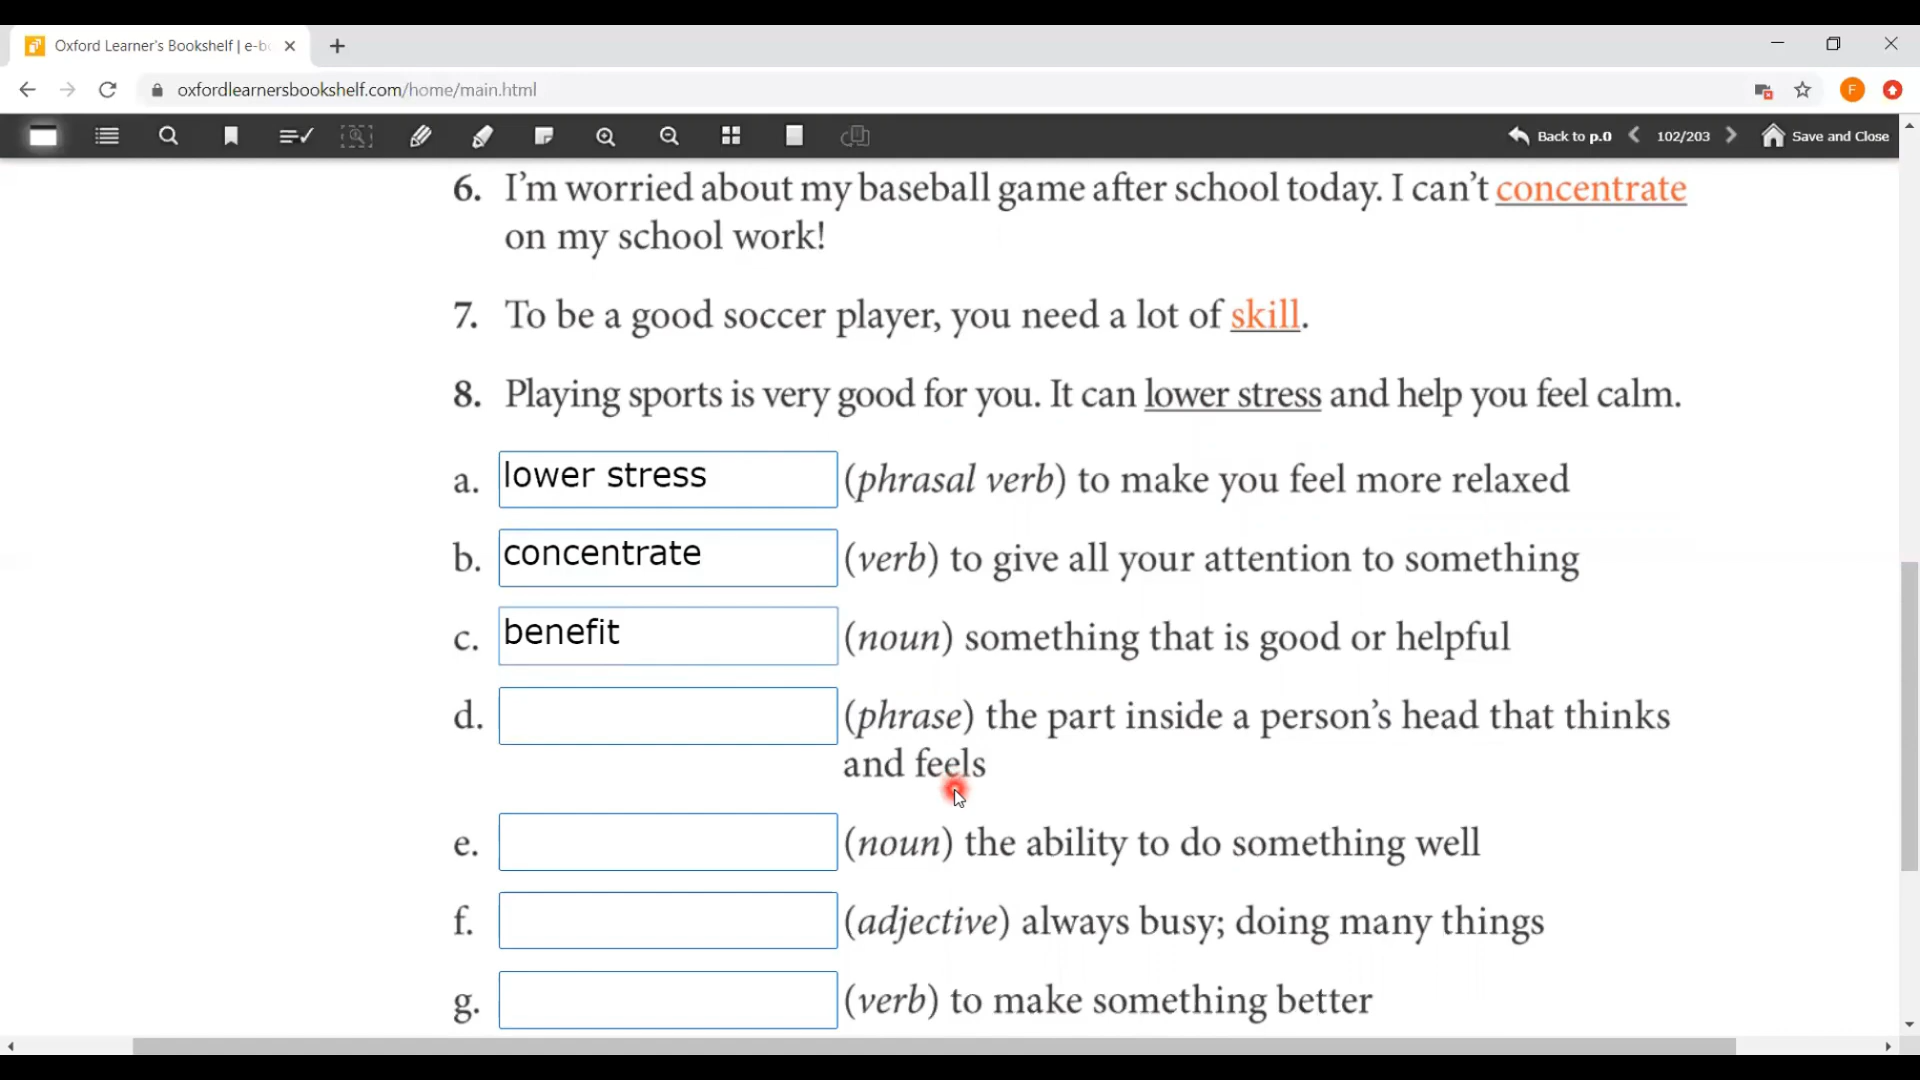 Oxford Learner's Bookshelf | e-bo
oxfordlearnersbookshelf.com/home/main.html
F
Back to p.0 102/203 Save and Close
6. I'm worried about my baseball game after school today. I can't concentrate
on my school work!
7. To be a good soccer player, you need a lot of skill.
8. Playing sports is very good for you. It can lower stress and help you feel calm.
a. lower stress (phrasal verb) to make you feel more relaxed
b. concentrate (verb) to give all your attention to something
c. benefit (noun) something that is good or helpful
d. (phrase) the part inside a person's head that thinks
and feels
e. (noun) the ability to do something well
f. (adjective) always busy; doing many things
g. (verb) to make something better